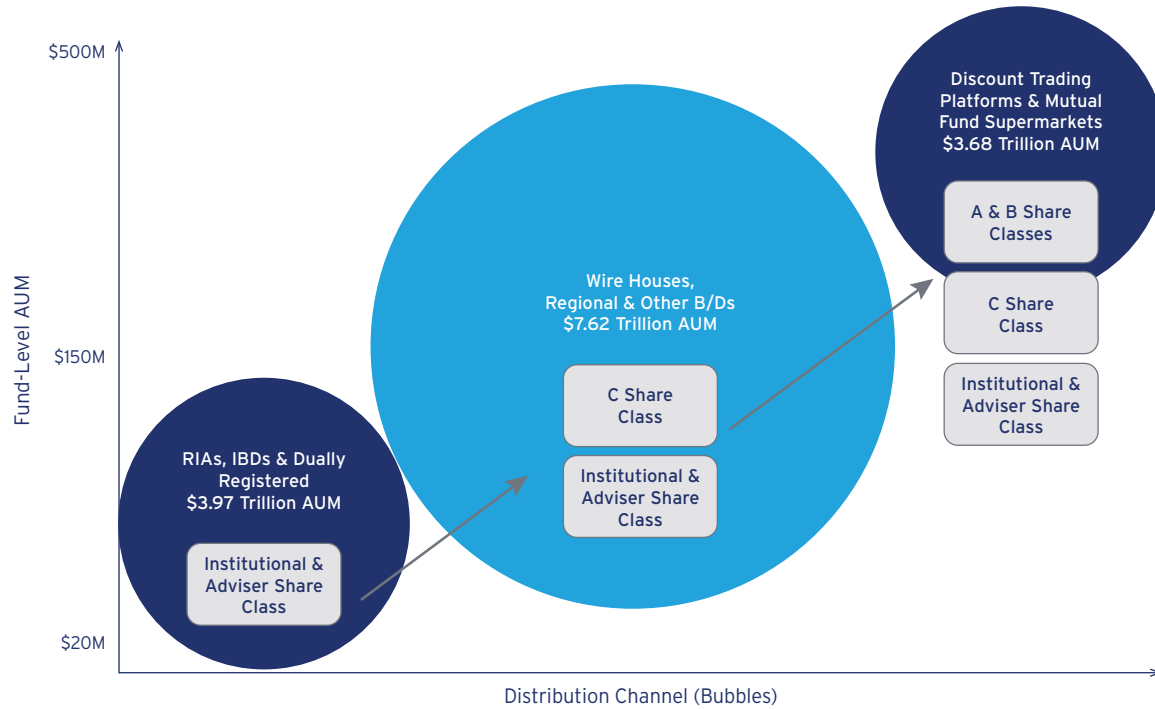 $500M
$150M
$20M
Fund-Level AUM
RIAs, IBDs & Dually
Registered
$3.97 Trillion AUM
Institutional &
Adviser Share
Class
Wire Houses,
Regional & Other B/Ds
$7.62 Trillion AUM
C Share
Class
Institutional &
Adviser Share
Class
Discount Trading
Platforms & Mutual
Fund Supermarkets
$3.68 Trillion AUM
A & B Share
Classes
C Share
Class
Institutional &
Adviser Share
Class
Distribution Channel (Bubbles)